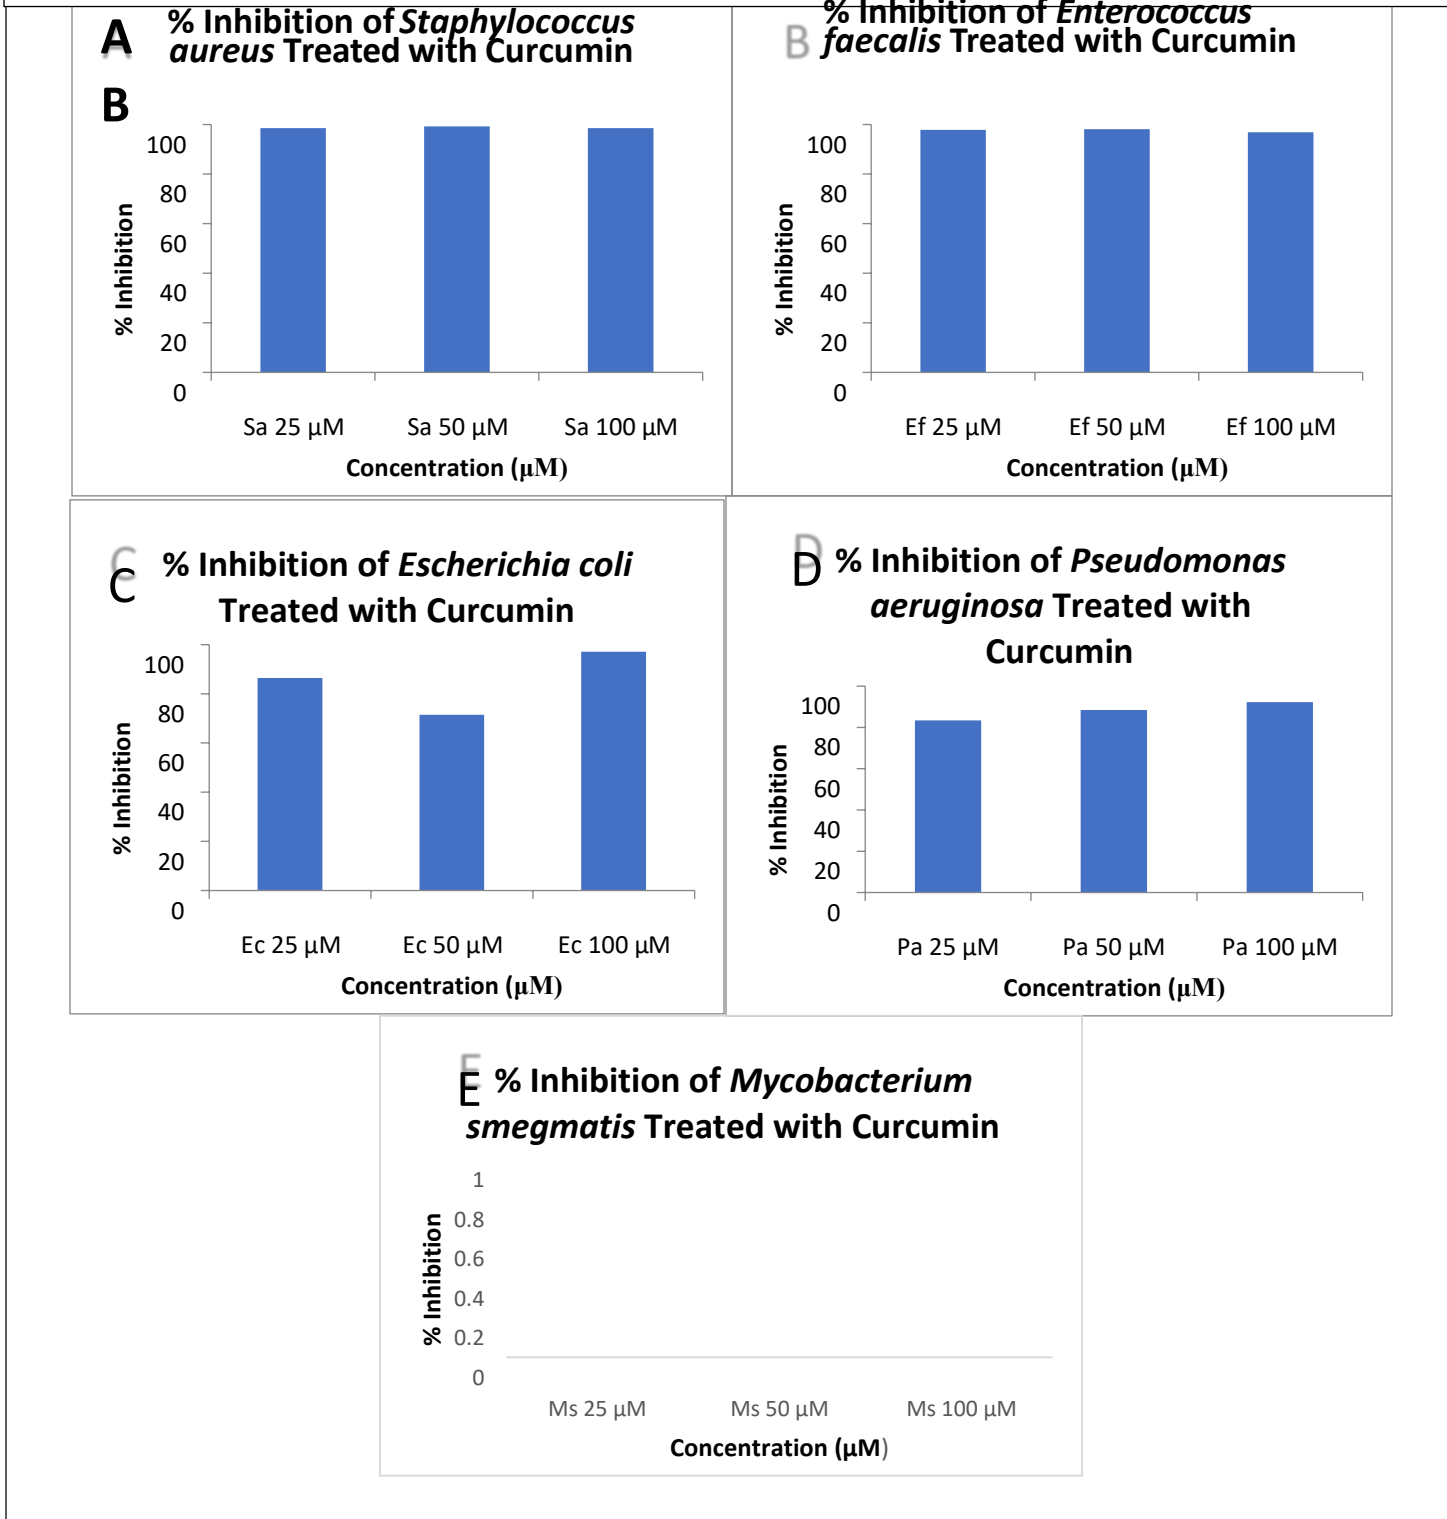 A
% Inhibition of Staphylococcus
aureus Treated with Curcumin
B
100
80
60
40
20
0
% Inhibition
Sa 25 µM Sa 50 µM Sa 100 µM
Concentration (µM)
B
% Inhibition of Enterococcus
faecalis Treated with Curcumin
100
80
60
40
20
0
% Inhibition
Ef 25 µM Ef 50 µM Ef 100 µM
Concentration (µM)
C
C
% Inhibition of Escherichia coli
Treated with Curcumin
100
80
60
40
20
0
% Inhibition
Ec 25 µM Ec 50 µM Ec 100 µM
Concentration (µM)
D
D
% Inhibition of Pseudomonas
aeruginosa Treated with
Curcumin
100
80
60
40
20
0
% Inhibition
Pa 25 µM Pa 50 µM Pa 100 µM
Concentration (µM)
E
E
% Inhibition of Mycobacterium
smegmatis Treated with Curcumin
1
0.8
0.6
0.4
0.2
0
% Inhibition
Ms 25 µM Ms 50 µM Ms 100 µM
Concentration (µM)